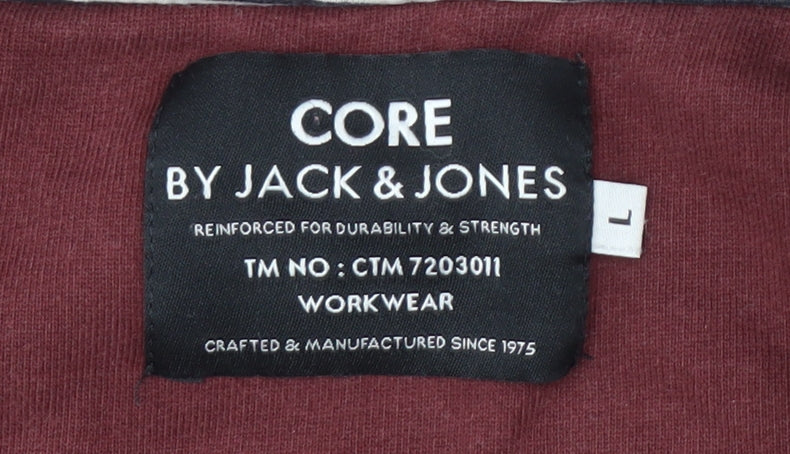 CORE
BY JACK & JONES
REINFORCED FOR DURABILITY & STRENGTH
TM NO : CTM 7203011
WORKWEAR
CRAFTED & MANUFACTURED SINCE 1975
L